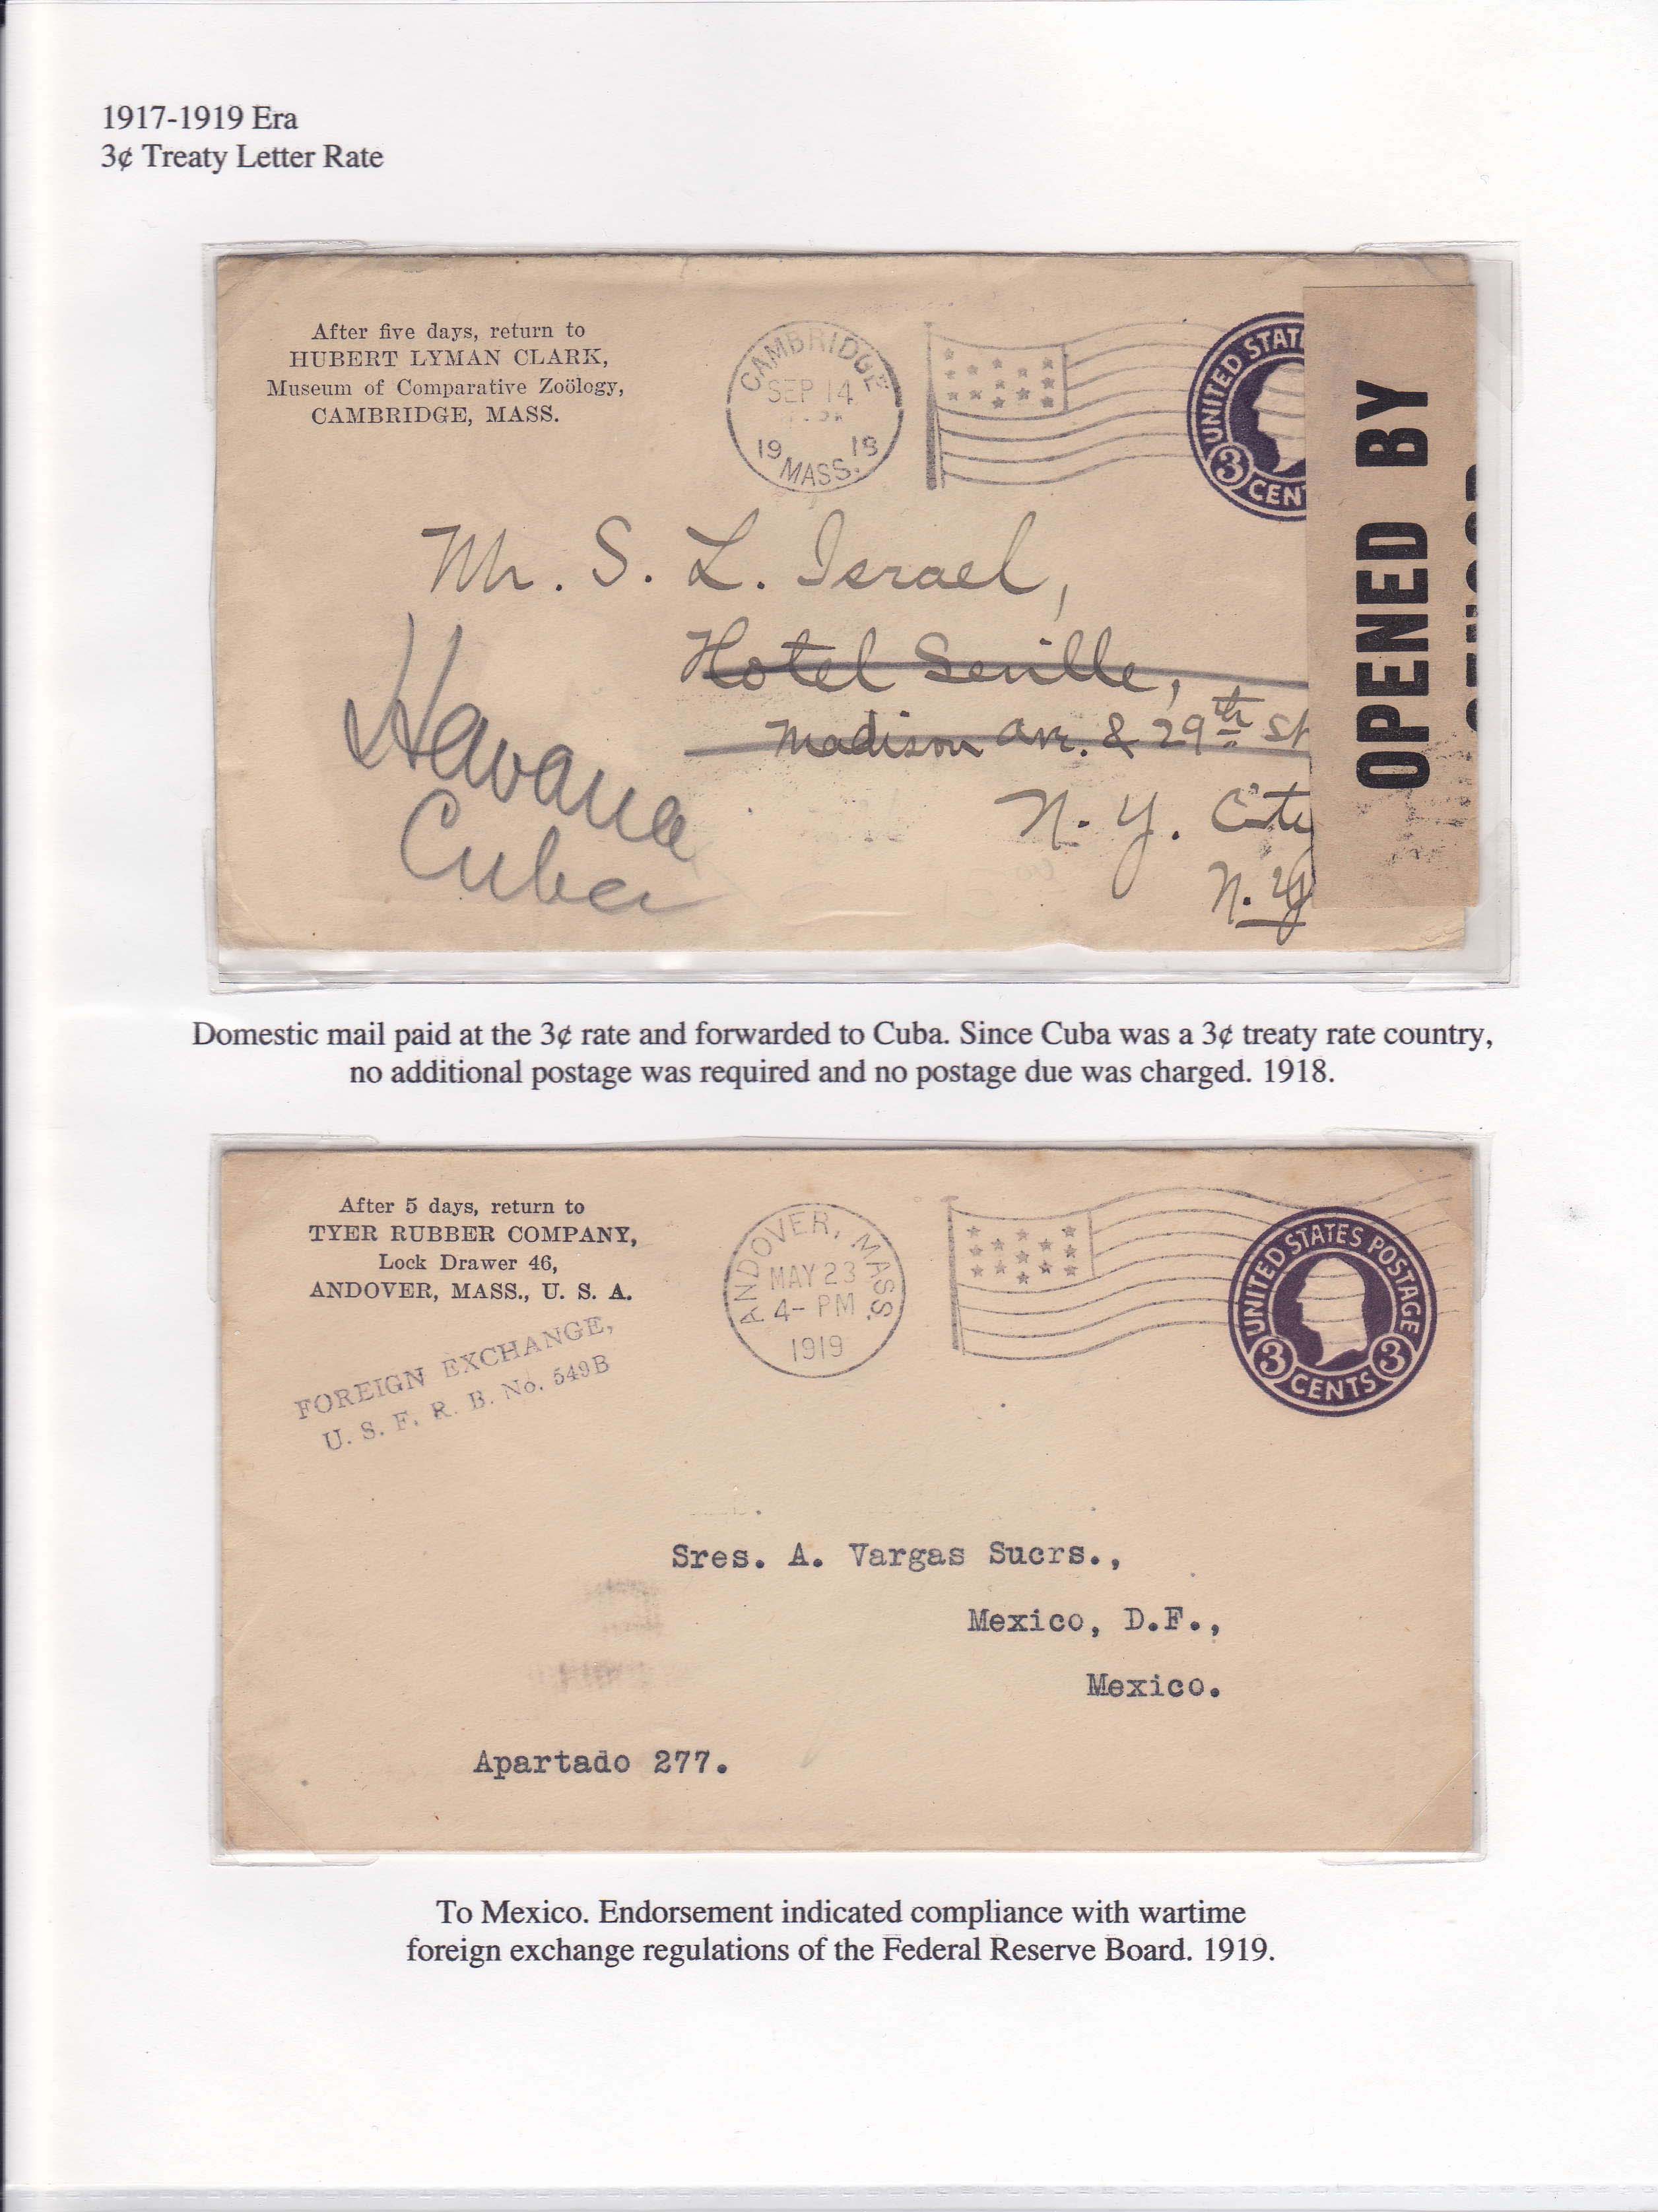 1917-1919 Era
3¢ Treaty Letter Rate
After five days, return to
HUBERT LYMAN CLARK,
Museum of Comparative Zoölogy,
CAMBRIDGE, MASS.
CAMBRIDGE
SEP 14
19 18
MASS.
UNITED STAT
3 CEN
OPENED BY
Mr. S. L. Israel,
Hotel Seville,
Madison Ave. & 29th St
N. Y. City
N. Y
Havana
Cuba
Domestic mail paid at the 3¢ rate and forwarded to Cuba. Since Cuba was a 3¢ treaty rate country,
no additional postage was required and no postage due was charged. 1918.
After 5 days, return to
TYER RUBBER COMPANY,
Lock Drawer 46,
ANDOVER, MASS., U. S. A.
FOREIGN EXCHANGE,
U. S. F. R. B. No. 549B
ANDOVER, MASS.
MAY 23
4- PM
1919
UNITED STATES POSTAGE
3 CENTS 3
Sres. A. Vargas Sucrs.,
Mexico, D.F.,
Mexico.
Apartado 277.
To Mexico. Endorsement indicated compliance with wartime
foreign exchange regulations of the Federal Reserve Board. 1919.